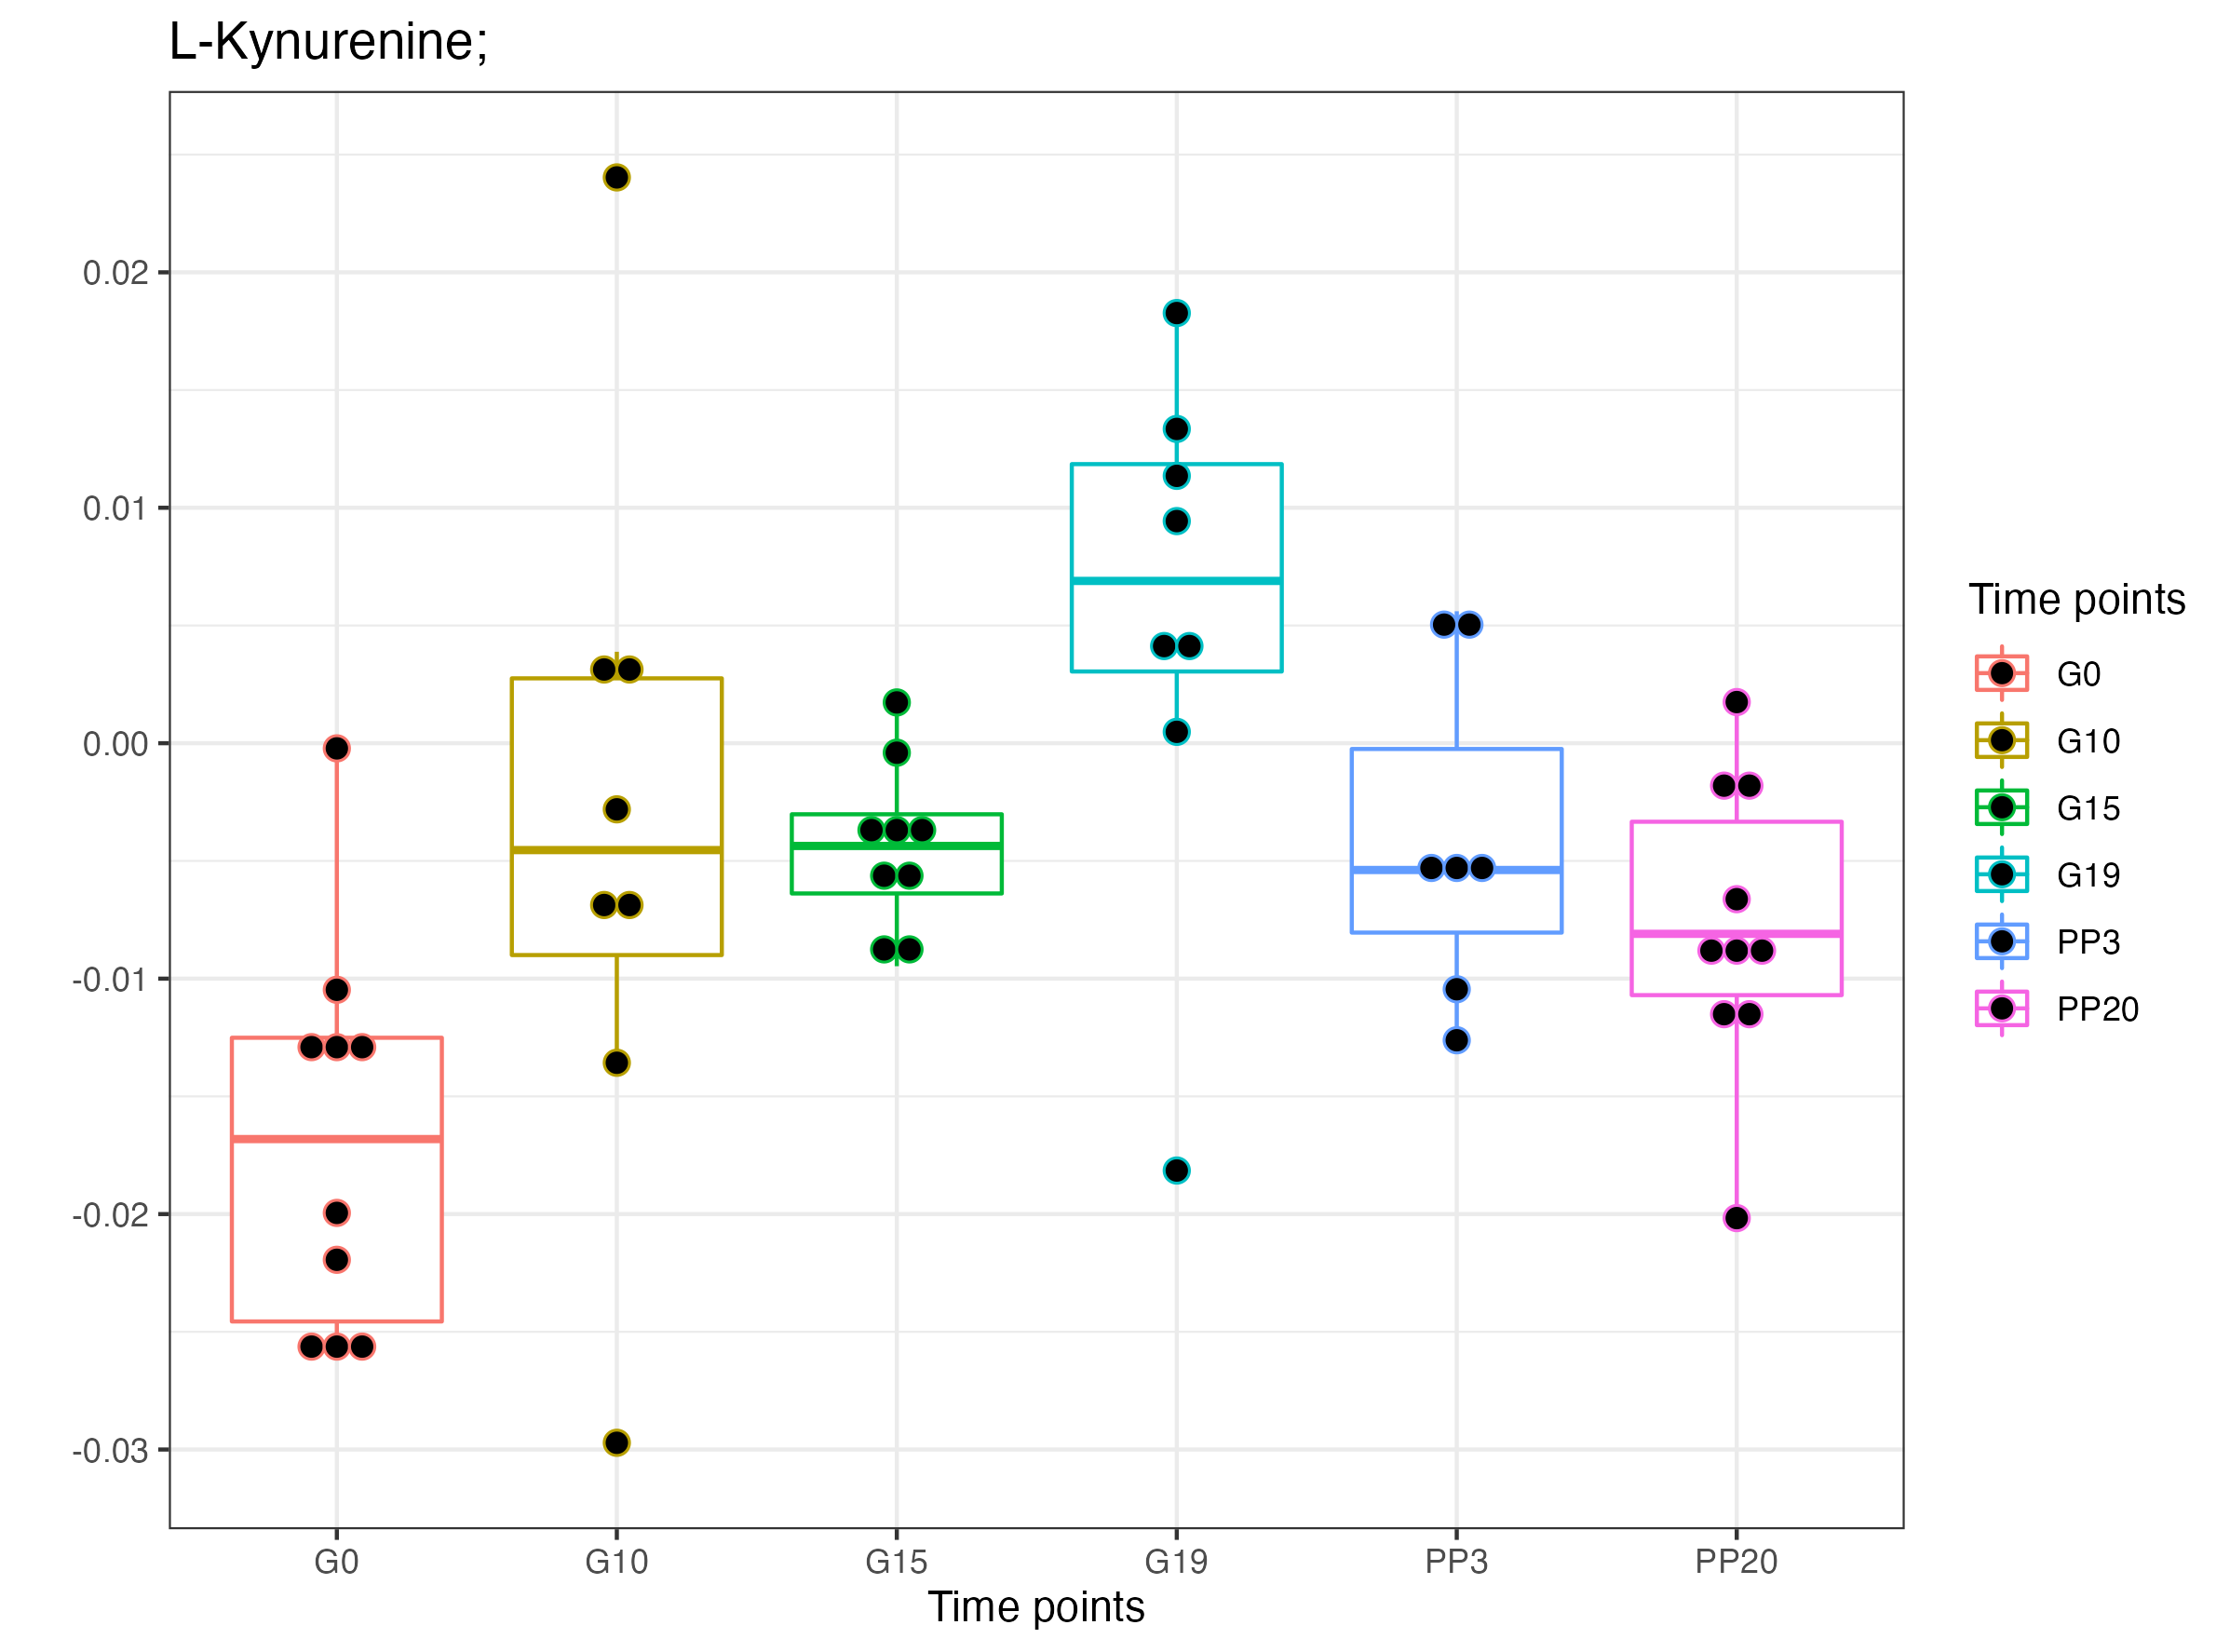 L-Kynurenine;
0.02
0.01
0.00
-0.01
-0.02
-0.03
G0 G10 G15 G19 PP3 PP20
Time points
Time points
G0
G10
G15
G19
PP3
PP20